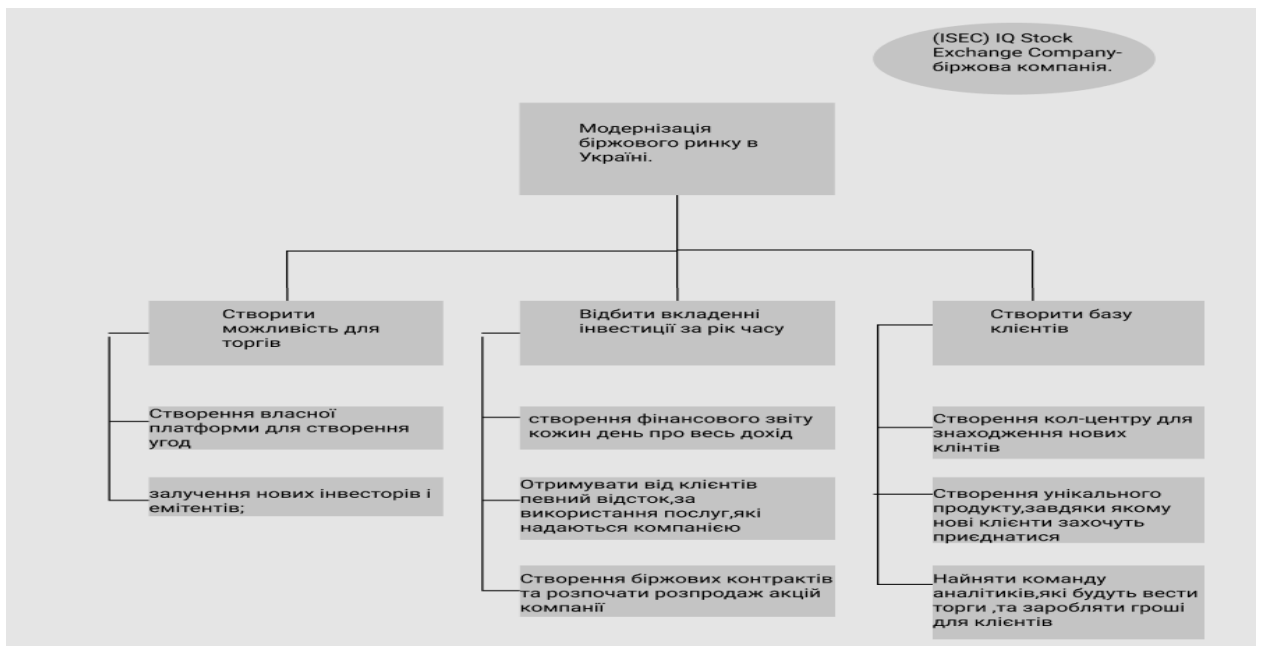 (ISEC) IQ Stock
Exchange Company-
біржова компанія.
Модернізація
біржового ринку в
Україні.
Створити
можливість для
торгів
Створення власної
платформи для створення
угод
залучення нових інвесторів і
емітентів;
Відбити вкладенні
інвестиції за рік часу
створення фінансового звіту
кожин день про весь дохід
Отримувати від клієнтів
певний відсток,за
використання послуг,які
надаються компанією
Створення біржових контрактів
та розпочати розпродаж акцій
компанії
Створити базу
клієнтів
Створення кол-центру для
знаходження нових
клінтів
Створення унікального
продукту,завдяки якому
нові клієнти захочуть
приєднатися
Найняти команду
аналітиків,які будуть вести
торги ,та заробляти гроші
для клієнтів